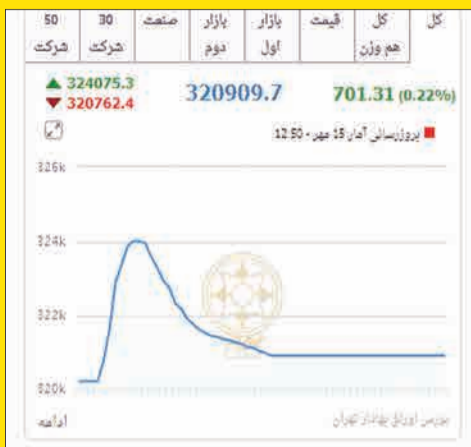 کل	کل هم وزن	قیمت	بازار اول	بازار دوم	صنعت	30 شرکت	50 شرکت
701.31 (0.22%)	320909.7	324075.3
320762.4
بروزرسانی آمار: 15 مهر - 12:50
326k
324k
322k
320k
بورس اوراق بهادار تهران	ادامه